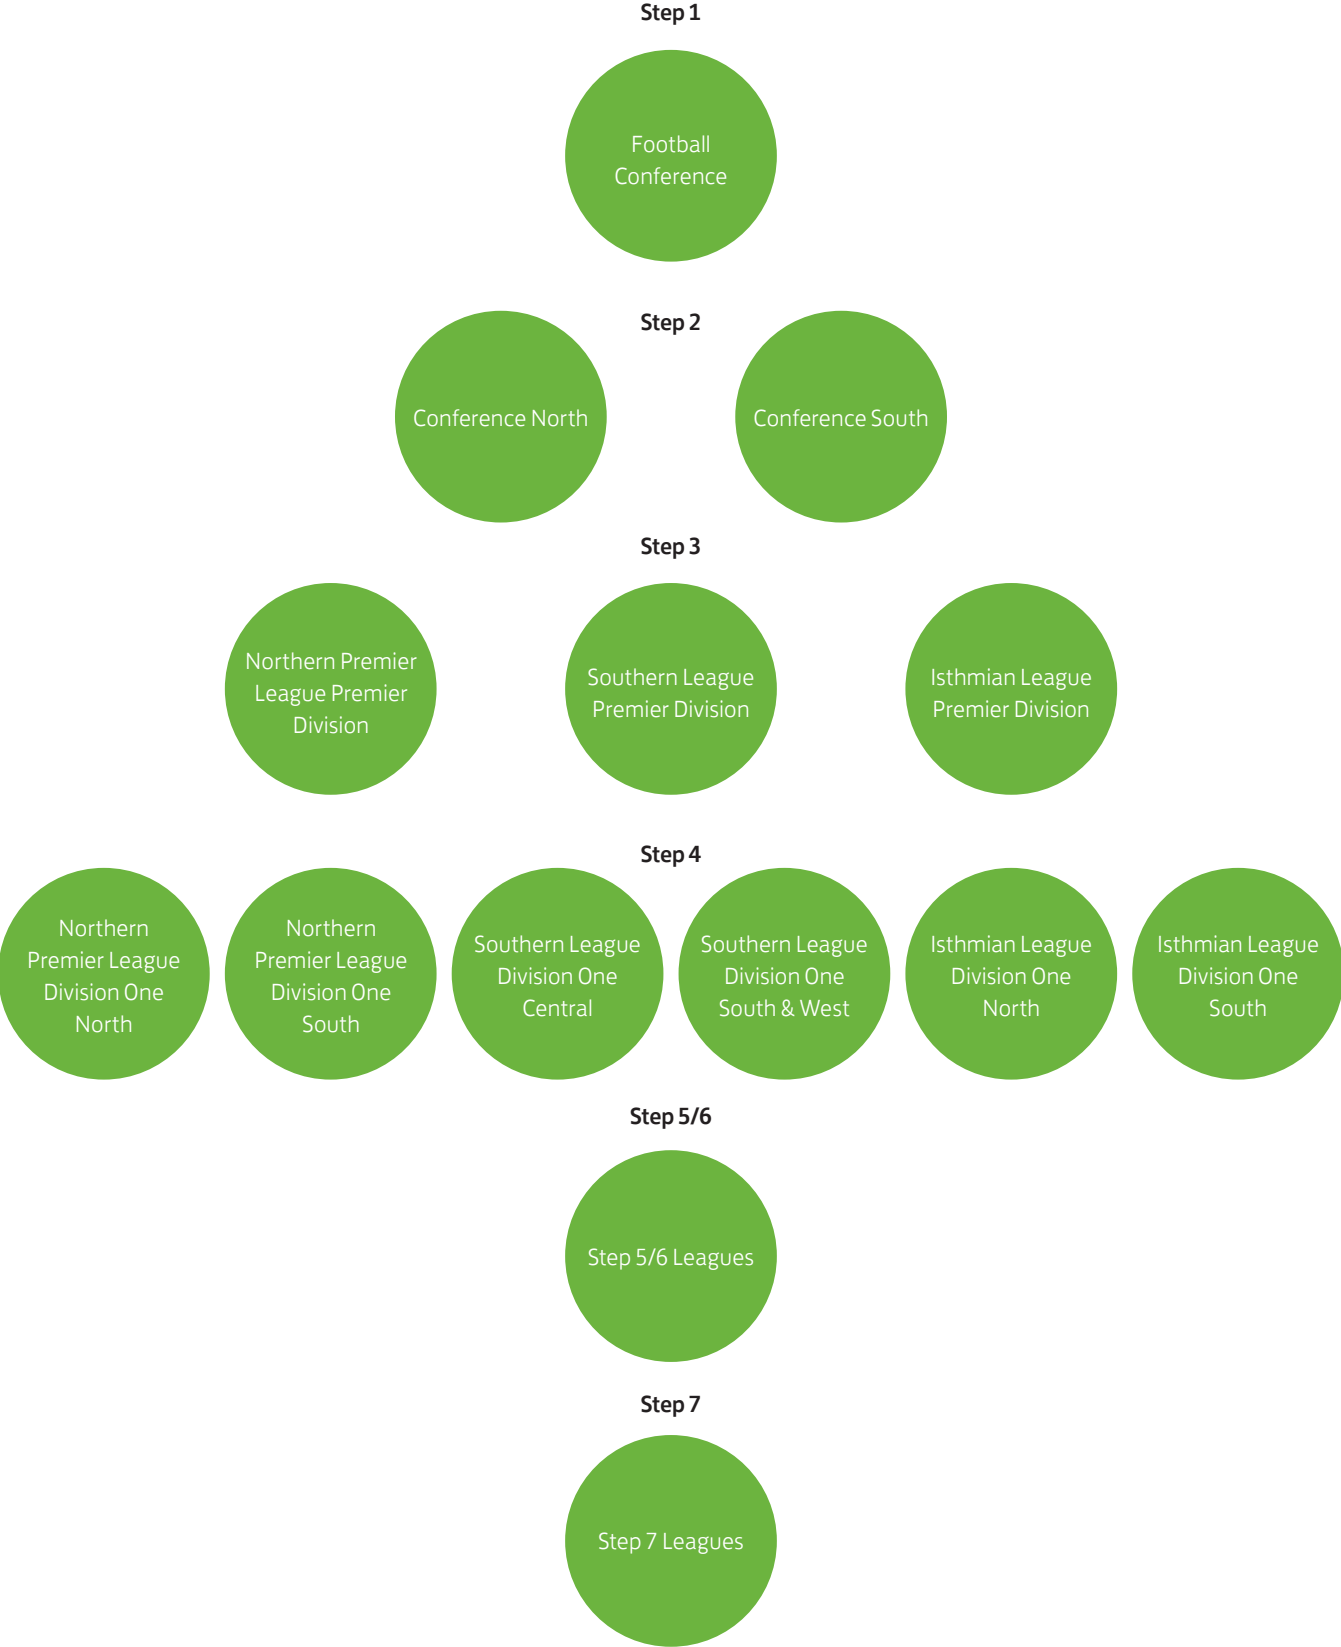 Step 1
Football
Conference
Step 2
Conference North
Conference South
Step 3
Northern Premier
League Premier
Division
Southern League
Premier Division
Isthmian League
Premier Division
Step 4
Northern
Premier League
Division One
North
Northern
Premier League
Division One
South
Southern League
Division One
Central
Southern League
Division One
South & West
Isthmian League
Division One
North
Isthmian League
Division One
South
Step 5/6
Step 5/6 Leagues
Step 7
Step 7 Leagues